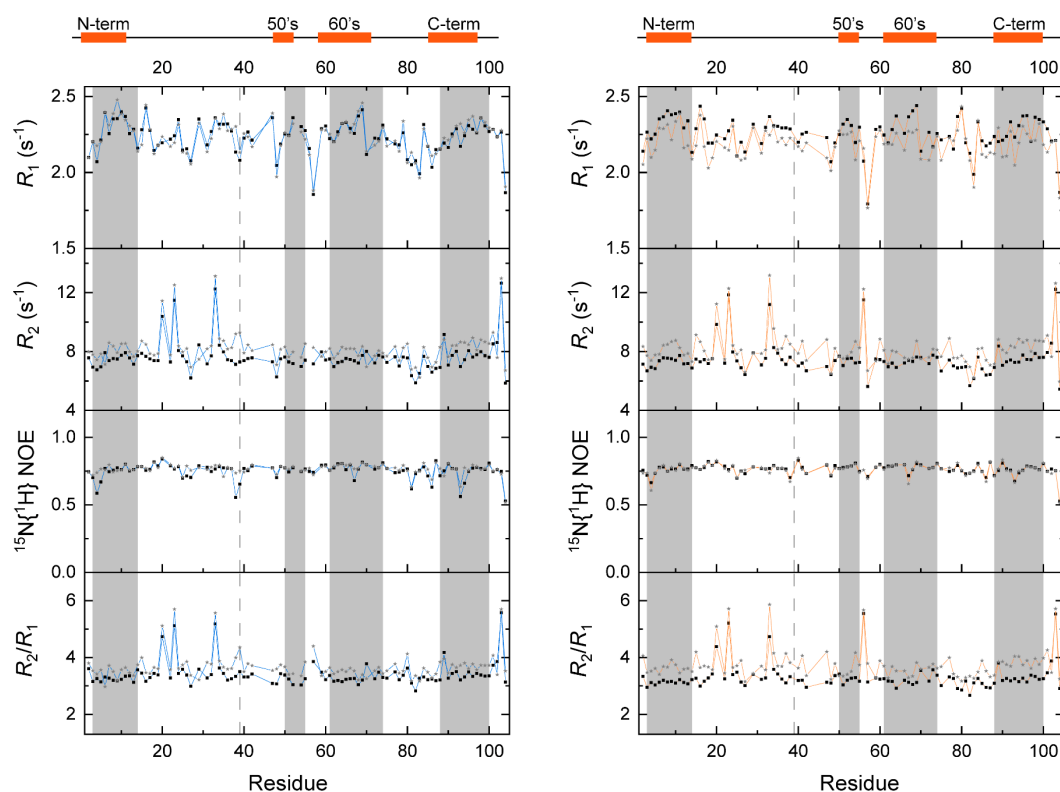 N-term 50's 60's C-term
20 40 60 80 100
2.5
2.0
1.5
R₁ (s⁻¹)
12
8
4
R₂ (s⁻¹)
1.0
0.5
0.0
¹⁵N{¹H} NOE
6
4
2
R₂/R₁
20 40 60 80 100
Residue
N-term 50's 60's C-term
20 40 60 80 100
2.5
2.0
1.5
R₁ (s⁻¹)
12
8
4
R₂ (s⁻¹)
1.0
0.5
0.0
¹⁵N{¹H} NOE
6
4
2
R₂/R₁
20 40 60 80 100
Residue